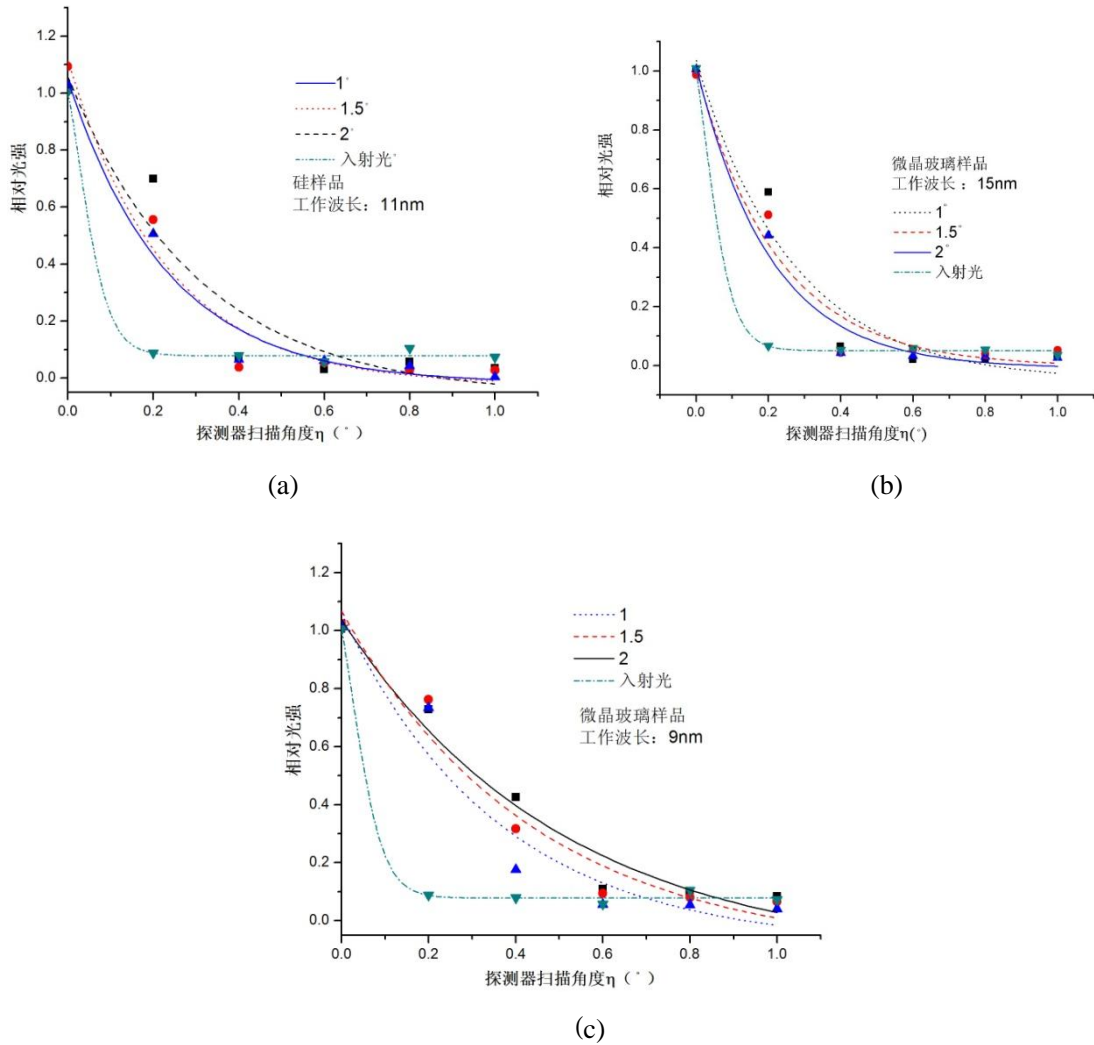 1.2
1.0
0.8
0.6
0.4
0.2
0.0
相对光强
1°
1.5°
2°
入射光°
硅样品
工作波长：11nm
0.0 0.2 0.4 0.6 0.8 1.0
探测器扫描角度η（°）
(a)
1.0
0.8
0.6
0.4
0.2
0.0
相对光强
微晶玻璃样品
工作波长：15nm
1°
1.5°
2°
入射光
0.0 0.2 0.4 0.6 0.8 1.0
探测器扫描角度η(°)
(b)
1.2
1.0
0.8
0.6
0.4
0.2
0.0
相对光强
1
1.5
2
入射光
微晶玻璃样品
工作波长：9nm
0.0 0.2 0.4 0.6 0.8 1.0
探测器扫描角度η（°）
(c)